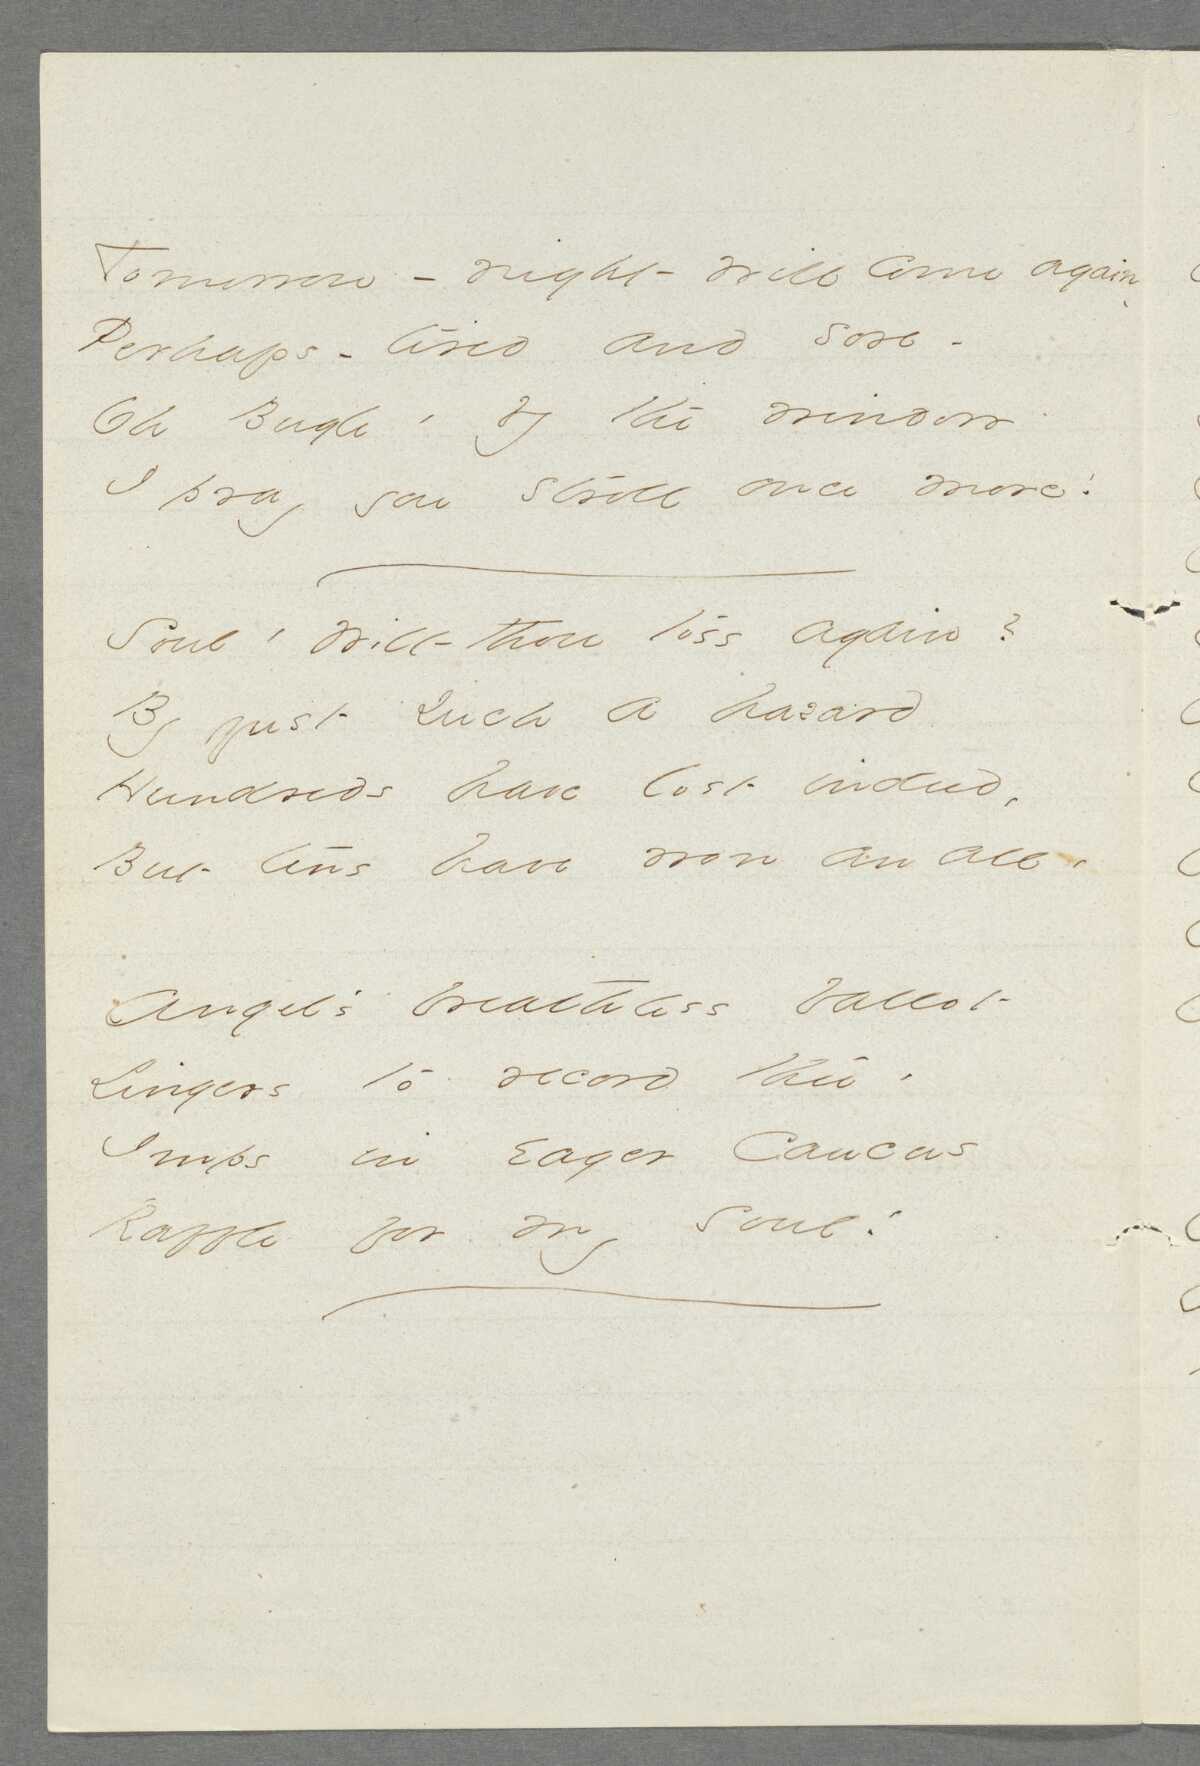 Tomorrow - night will come again,
Perhaps - tired and sore -
Oh Bugle! By the window
I pray you stroll once more!
Soul! Wilt thou toss again?
By just such a hazard
Hundreds have lost indeed,
But tens have won an all.
Angel's breathless ballot
Lingers to record thee.
Imps in eager Caucus
Raffle for my Soul!